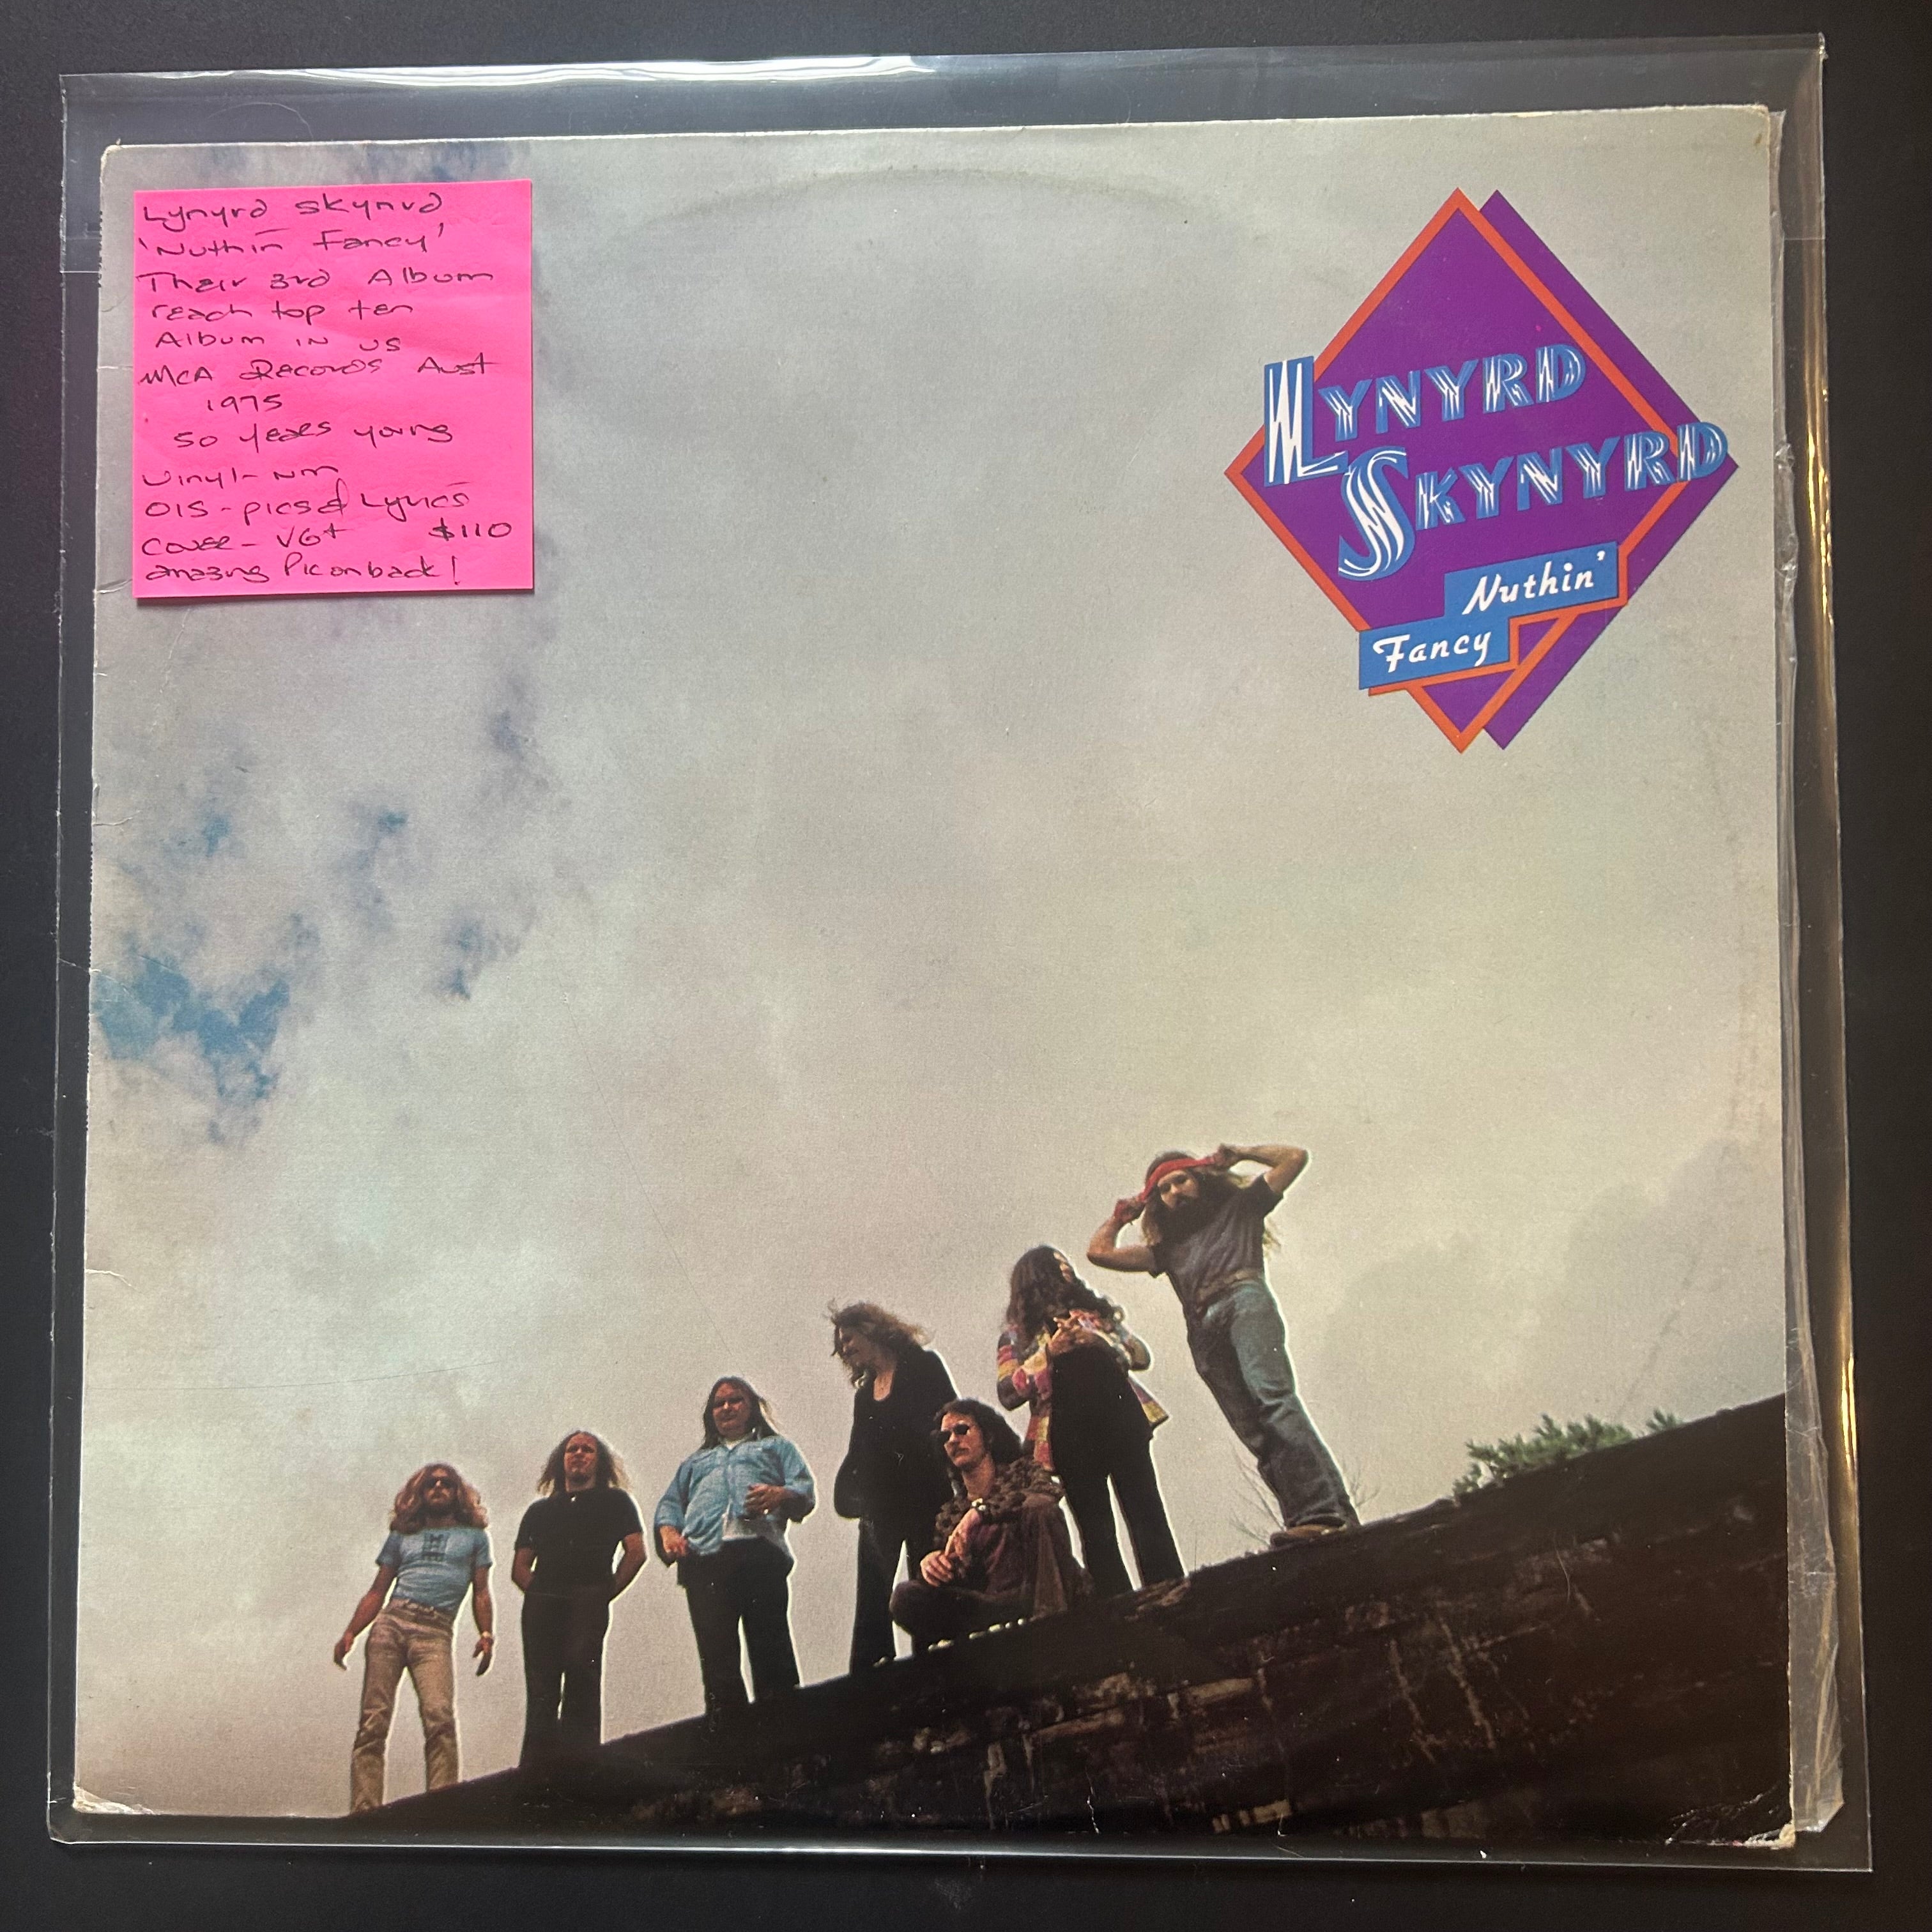 Lynyrd Skynrd
'Nuthin Fancy'
Their 3rd Album
reach top ten
Album in US
MCA Records Aust
1975
50 years young
Vinyl - NM
OIS - pics & Lyrics
Cover - VG+ $110
amazing Pic on back!
LYNYRD
SKYNYRD
Nuthin'
Fancy